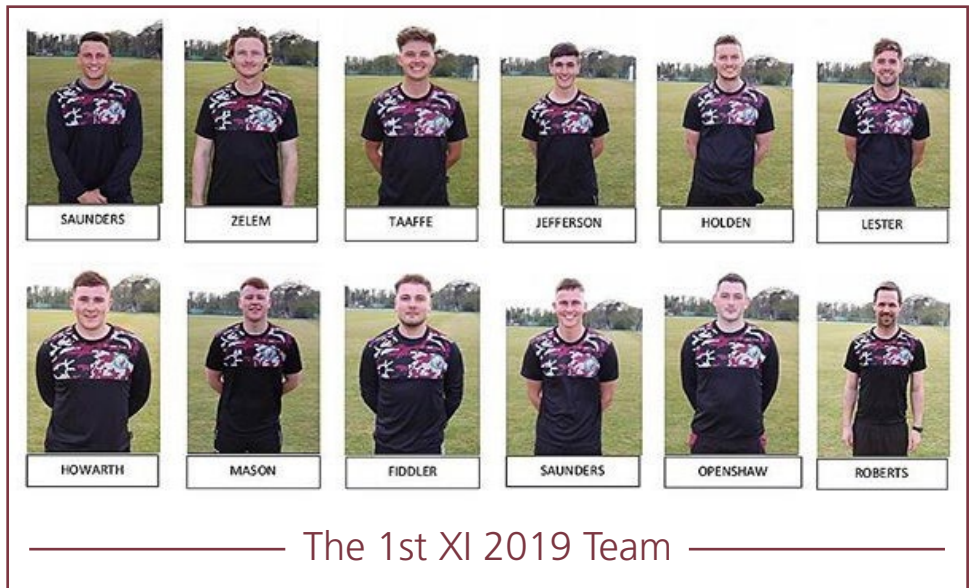 SAUNDERS
ZELEM
TAAFFE
JEFFERSON
HOLDEN
LESTER
HOWARTH
MASON
FIDDLER
SAUNDERS
OPENSHAW
ROBERTS
The 1st XI 2019 Team